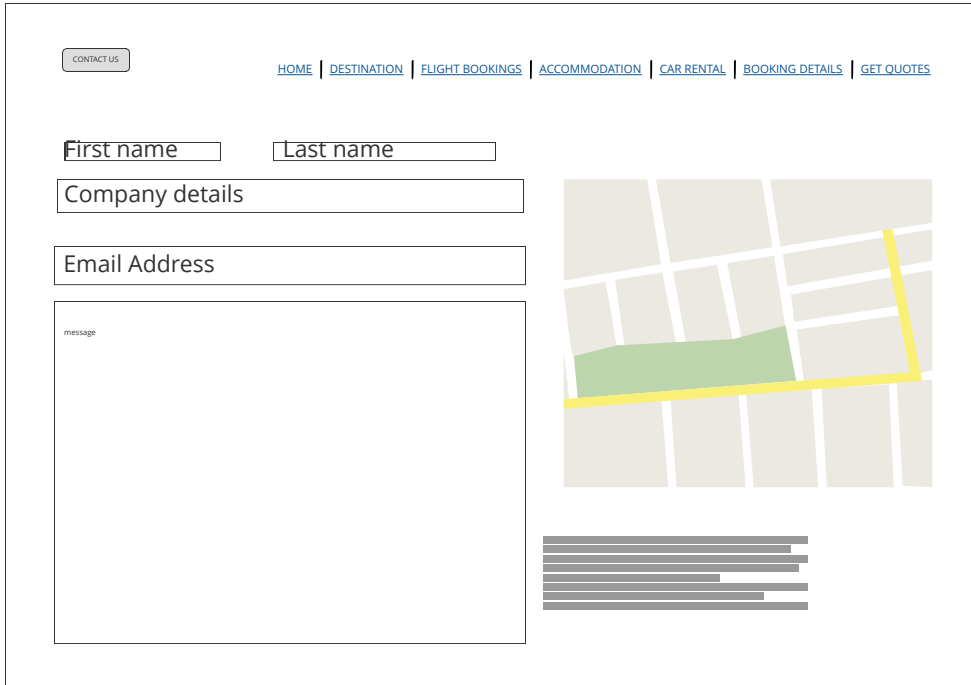 CONTACT US
HOME DESTINATION FLIGHT BOOKINGS ACCOMMODATION CAR RENTAL BOOKING DETAILS GET QUOTES
First name Last name
Company details
Email Address
message